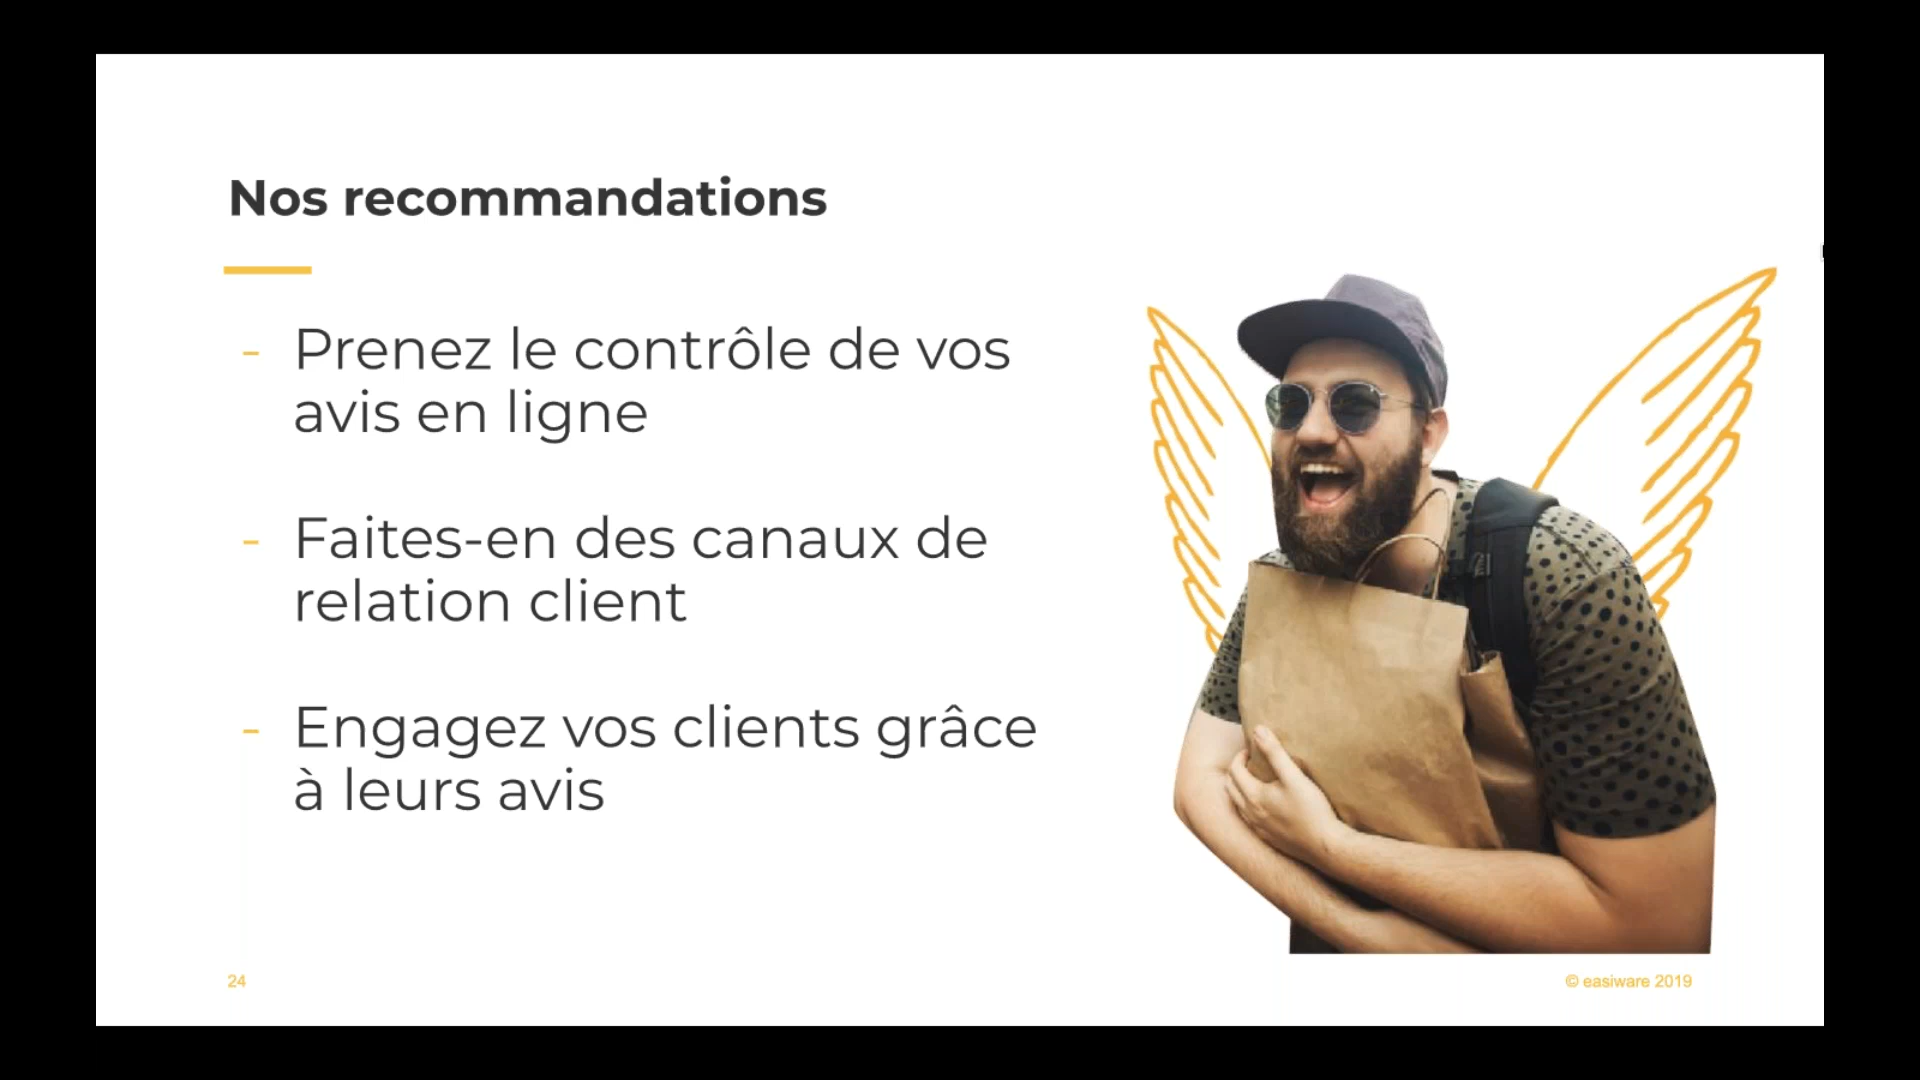 Nos recommandations
- Prenez le contrôle de vos
avis en ligne
- Faites-en des canaux de
relation client
- Engagez vos clients grâce
à leurs avis
24
© easiware 2019